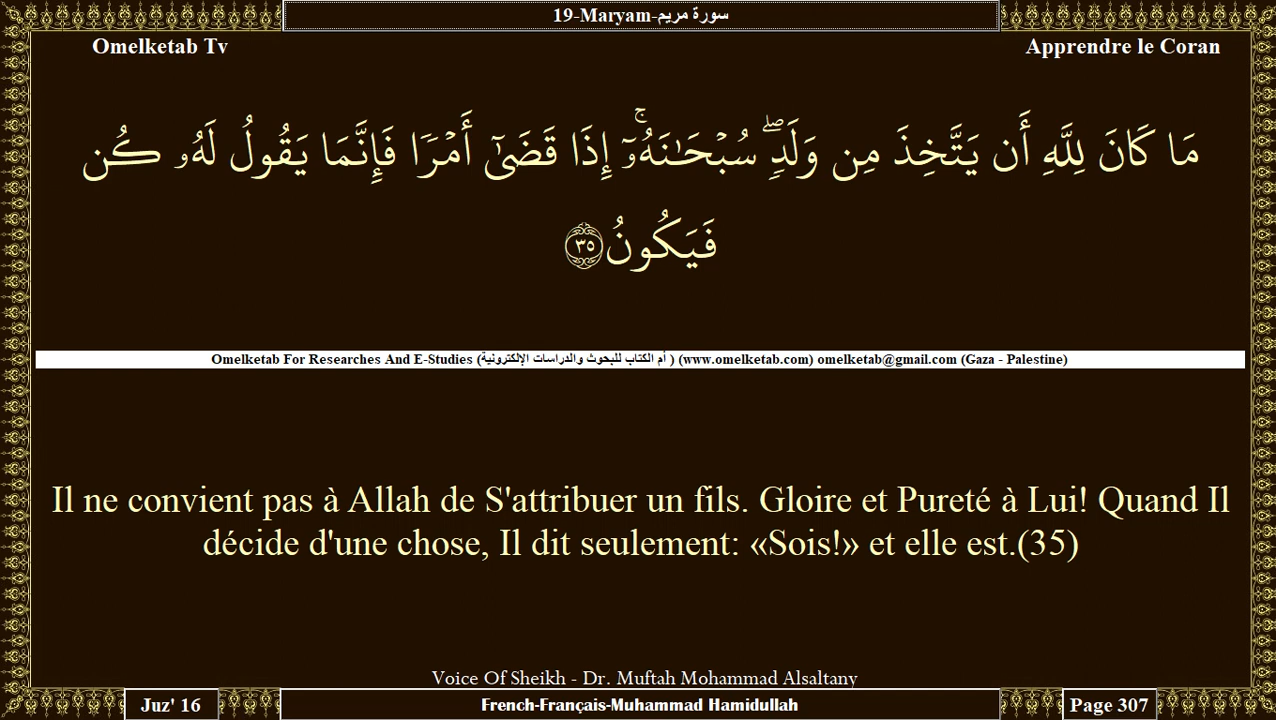 19-Maryam-سورة مريم
Omelketab Tv
Apprendre le Coran
مَا كَانَ لِلَّهِ أَن يَتَّخِذَ مِن وَلَدٖۖ سُبۡحَٰنَهُۥٓۚ إِذَا قَضَىٰٓ أَمۡرٗا فَإِنَّمَا يَقُولُ لَهُۥ كُن
فَيَكُونُ ٣٥
Omelketab For Researches And E-Studies (أم الكتاب للبحوث والدراسات الإلكترونية ) (www.omelketab.com) omelketab@gmail.com (Gaza - Palestine)
Il ne convient pas à Allah de S'attribuer un fils. Gloire et Pureté à Lui! Quand Il
décide d'une chose, Il dit seulement: «Sois!» et elle est.(35)
Voice Of Sheikh - Dr. Muftah Mohammad Alsaltany
Juz' 16
French-Français-Muhammad Hamidullah
Page 307